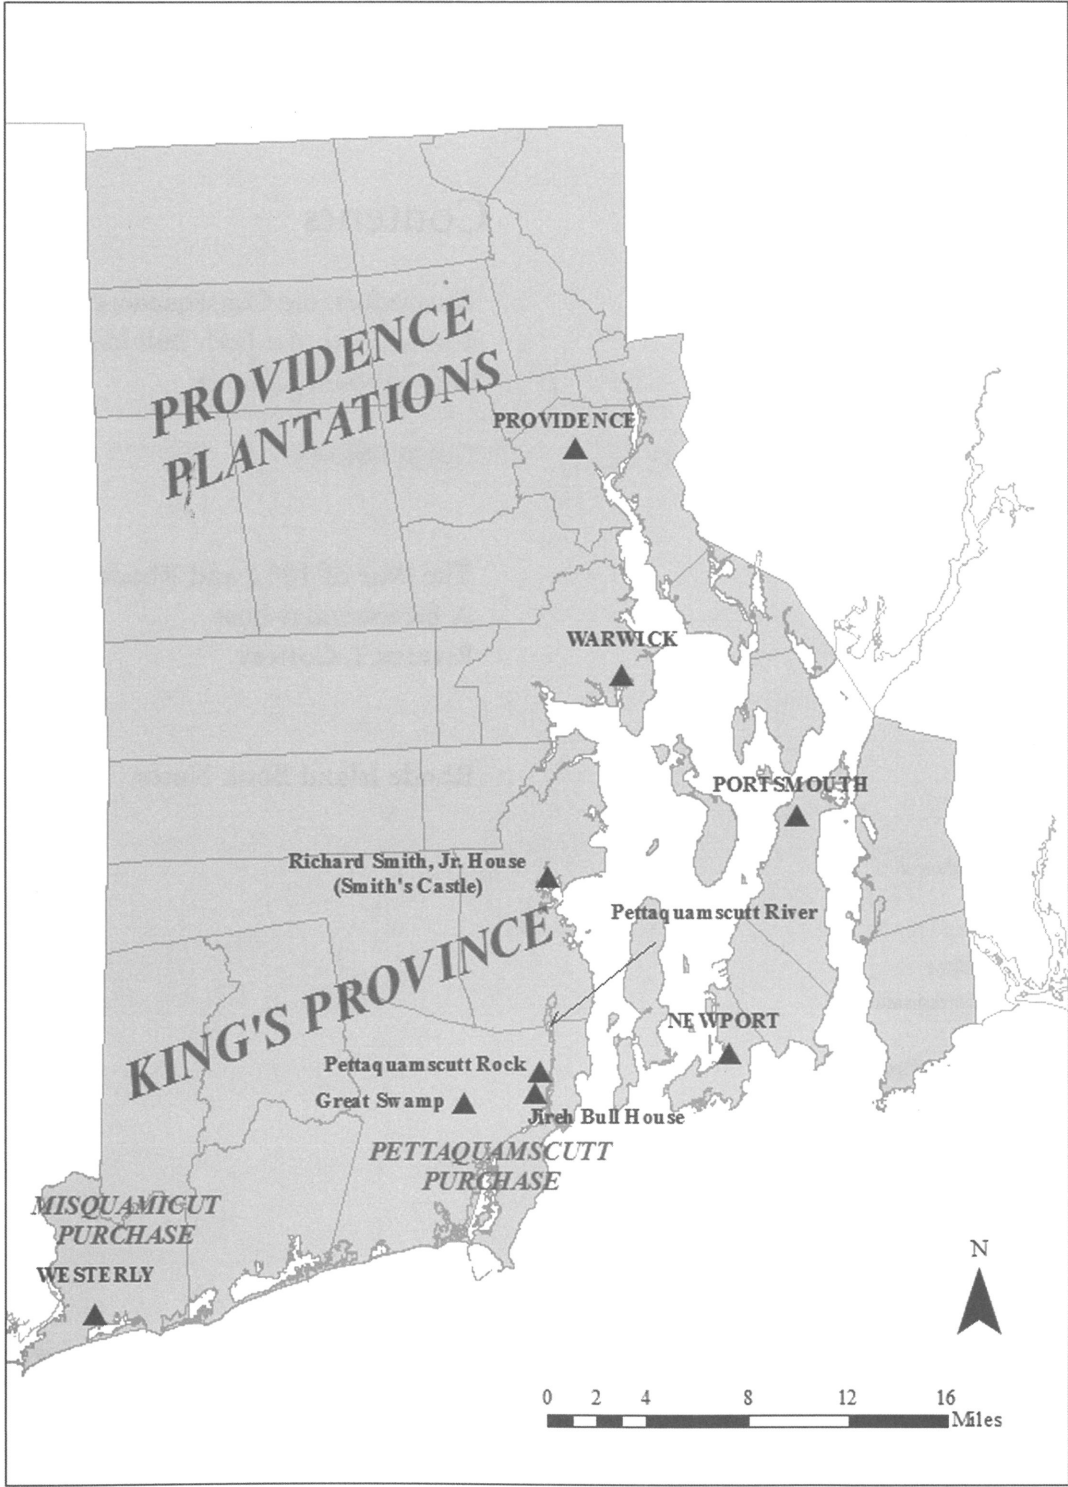 PROVIDENCE
PLANTATIONS
PROVIDENCE
WARWICK
PORTSMOUTH
Richard Smith, Jr. House
(Smith's Castle)
Pettaquamscutt River
KING'S PROVINCE
NEWPORT
Pettaquamscutt Rock
Great Swamp
Jireh Bull House
PETTAQUAMSCUTT
PURCHASE
MISQUAMICUT
PURCHASE
WESTERLY
N
0 2 4 8 12 16
Miles